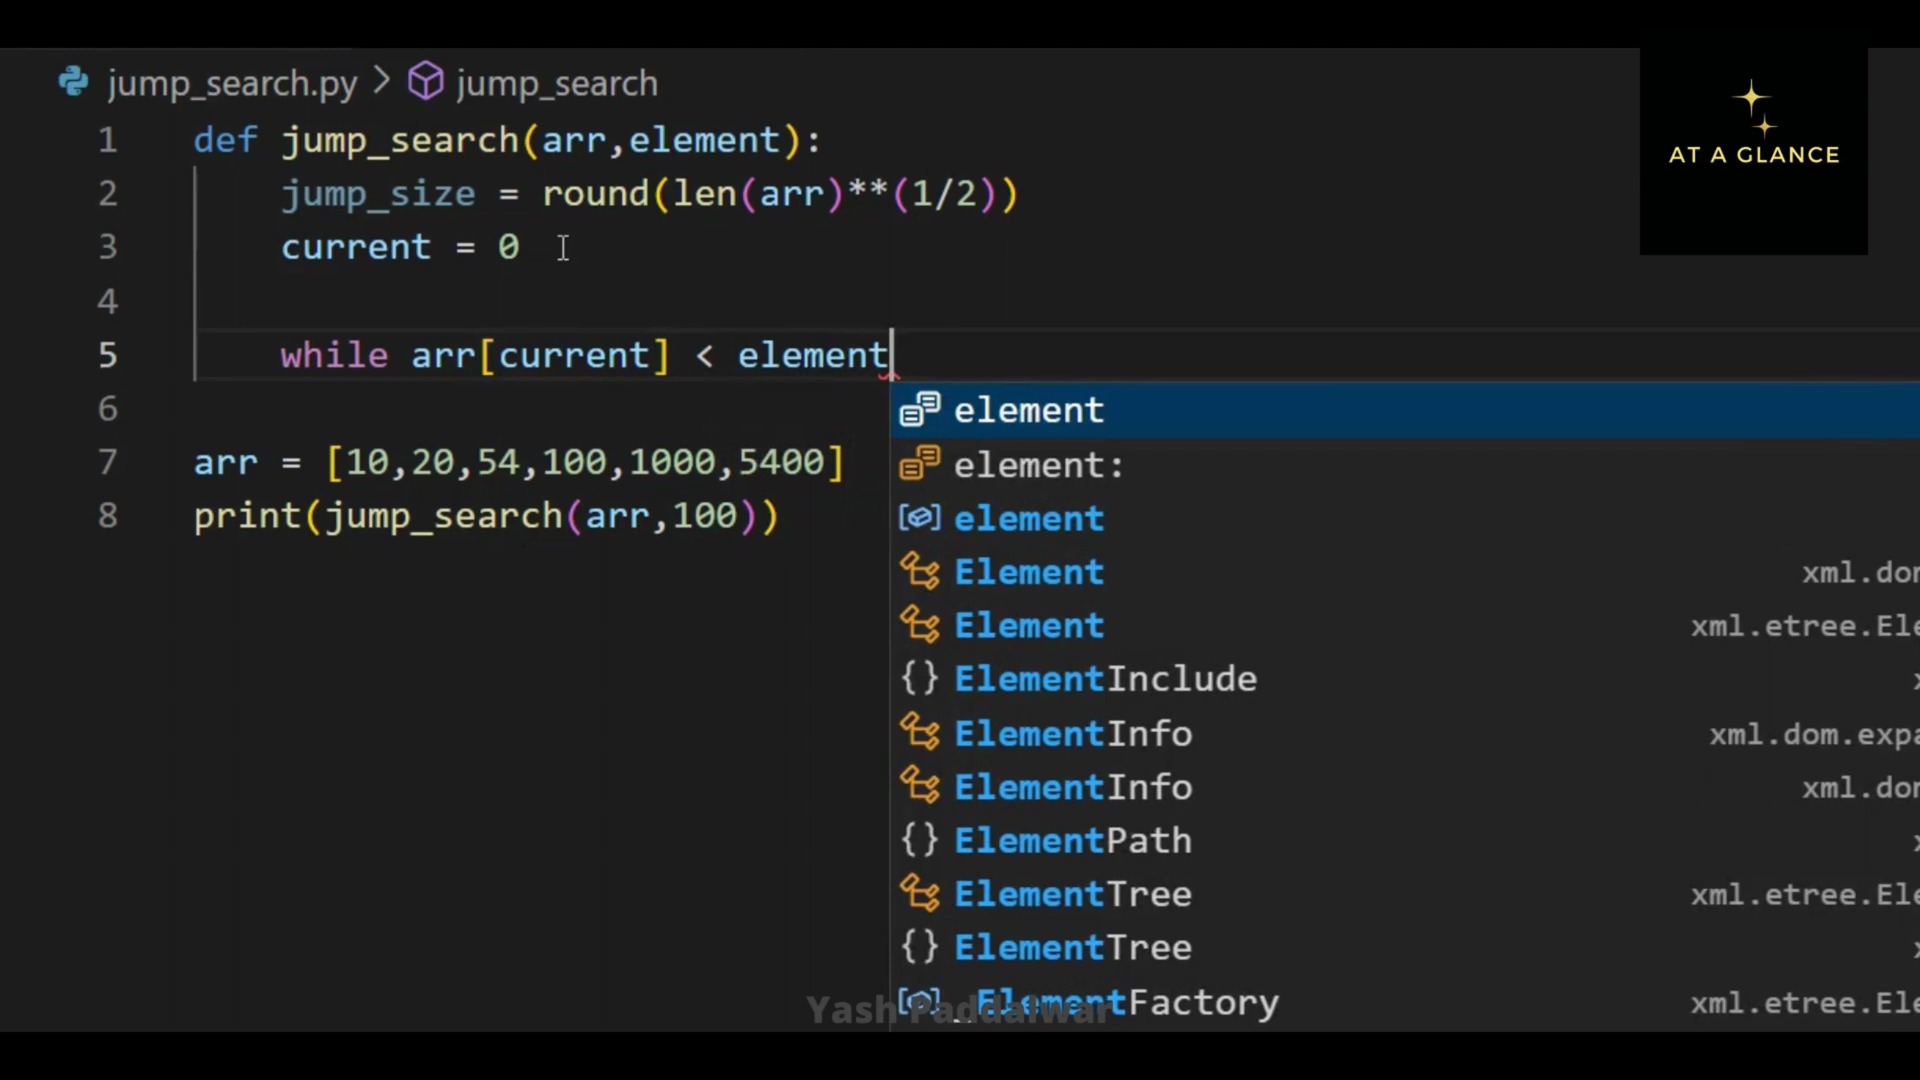 jump_search.py > jump_search
AT A GLANCE
1 def jump_search(arr,element):
2 jump_size = round(len(arr)**(1/2))
3 current = 0
4
5 while arr[current] < element
6
7 arr = [10,20,54,100,1000,5400]
8 print(jump_search(arr,100))
element
element:
element
Element xml.dom
Element xml.etree.Ele
ElementInclude x
ElementInfo xml.dom.expa
ElementInfo xml.dom
ElementPath x
ElementTree xml.etree.Ele
ElementTree x
_ElementFactory xml.etree.Ele
Yash Paddalwar